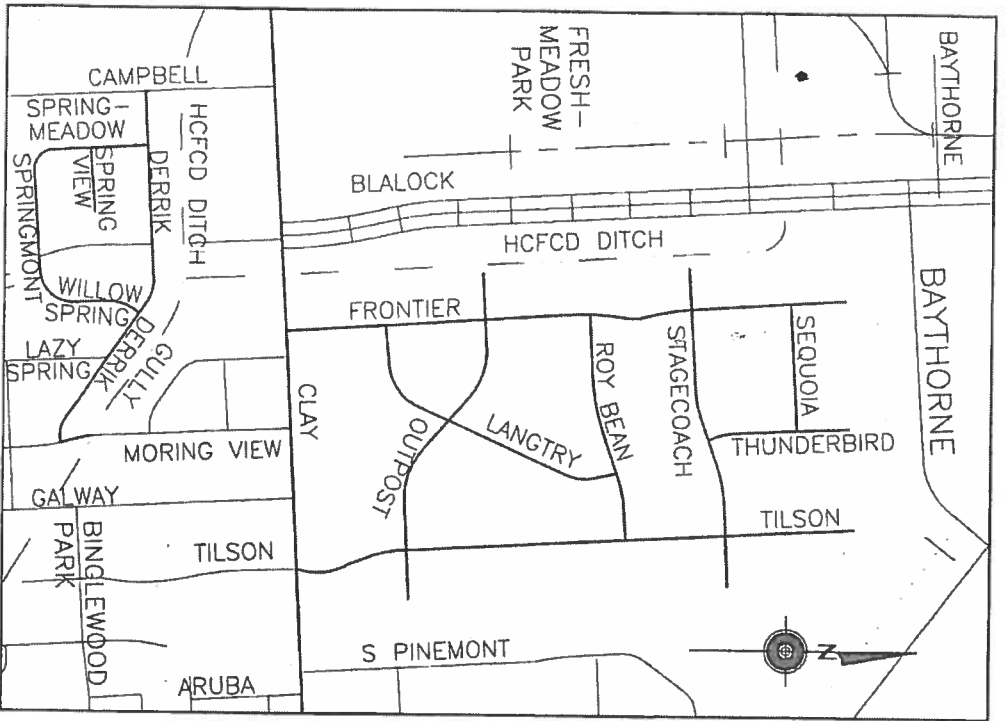 CAMPBELL
SPRING-
MEADOW
SPRING
VIEW
SPRINGMONT
DERRIK
HCFCD DITCH
WILLOW
SPRING
LAZY
SPRING
DERRIK
GULLY
MORING VIEW
GALWAY
BINGLEWOOD
PARK
TILSON
ARUBA
CLAY
FRESH-
MEADOW
PARK
BLALOCK
HCFCD DITCH
BAYTHORNE
FRONTIER
OUTPOST
LANGTRY
ROY BEAN
STAGECOACH
SEQUOIA
THUNDERBIRD
BAYTHORNE
TILSON
S PINEMONT
N